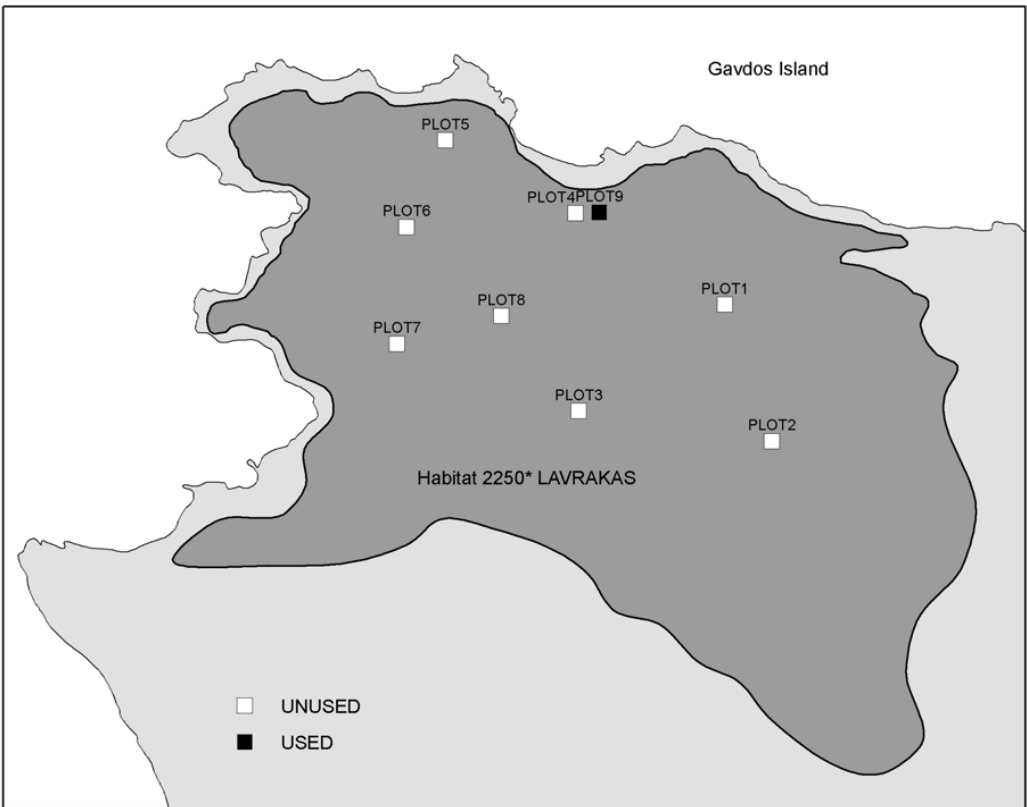 Gavdos Island
PLOT5
PLOT4
PLOT9
PLOT6
PLOT1
PLOT8
PLOT7
PLOT3
PLOT2
Habitat 2250* LAVRAKAS
UNUSED
USED